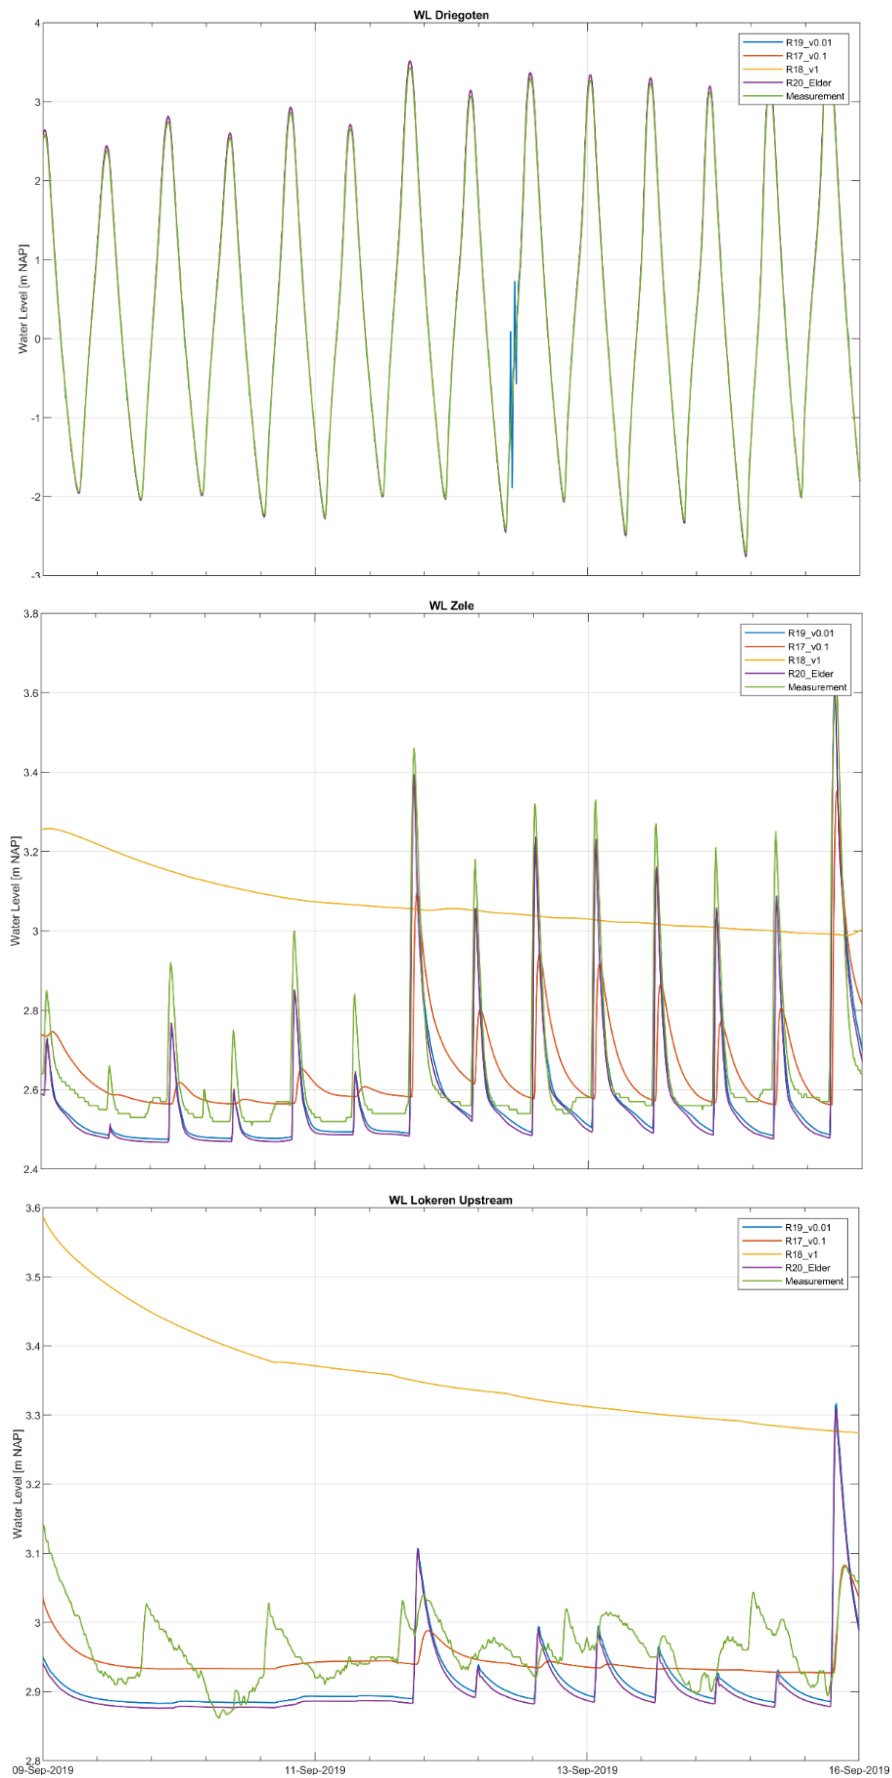 WL Driegoten
Water Level [m NAP]
4
3
2
1
0
-1
-2
-3
R19_v0.01
R17_v0.1
R18_v1
R20_Elder
Measurement
WL Zele
Water Level [m NAP]
3.8
3.6
3.4
3.2
3
2.8
2.6
2.4
R19_v0.01
R17_v0.1
R18_v1
R20_Elder
Measurement
WL Lokeren Upstream
Water Level [m NAP]
3.6
3.5
3.4
3.3
3.2
3.1
3
2.9
2.8
R19_v0.01
R17_v0.1
R18_v1
R20_Elder
Measurement
09-Sep-2019 11-Sep-2019 13-Sep-2019 16-Sep-2019